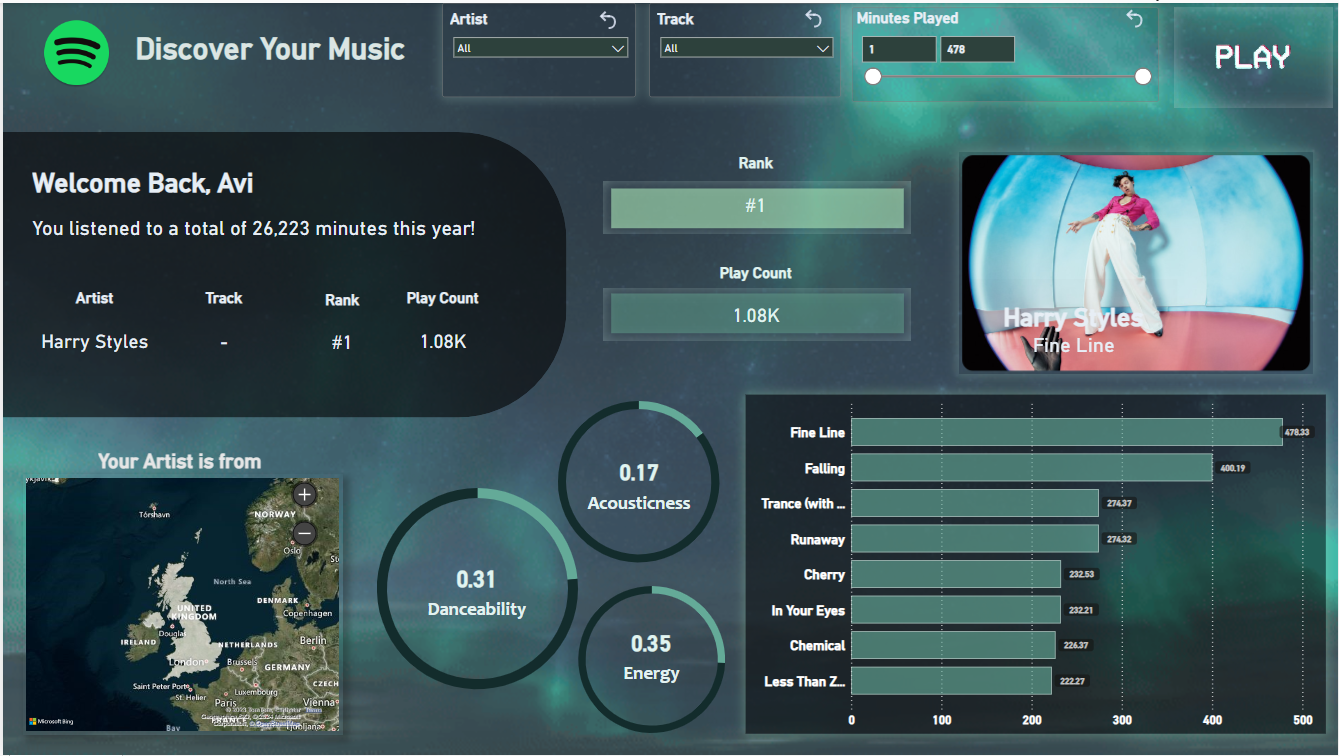 Discover Your Music
Artist
All
Track
All
Minutes Played
1
478
PLAY
Welcome Back, Avi
You listened to a total of 26,223 minutes this year!
Artist Track Rank Play Count
Harry Styles - #1 1.08K
Rank
#1
Play Count
1.08K
Harry Styles
Fine Line
Your Artist is from
Tórshavn
NORWAY
Oslo
North Sea
UNITED
KINGDOM
DENMARK
Copenhagen
IRELAND
Douglas
NETHERLANDS
Berlin
London
Brussels
GERMANY
Saint Peter Port
St. Helier
Luxembourg
CZECH
Paris
Vienna
FRANCE
Ljubljana
Bay
Microsoft Bing
0.17
Acousticness
0.31
Danceability
0.35
Energy
Fine Line 478.33
Falling 400.19
Trance (with ... 274.37
Runaway 274.32
Cherry 232.53
In Your Eyes 232.21
Chemical 226.37
Less Than Z... 222.27
0 100 200 300 400 500